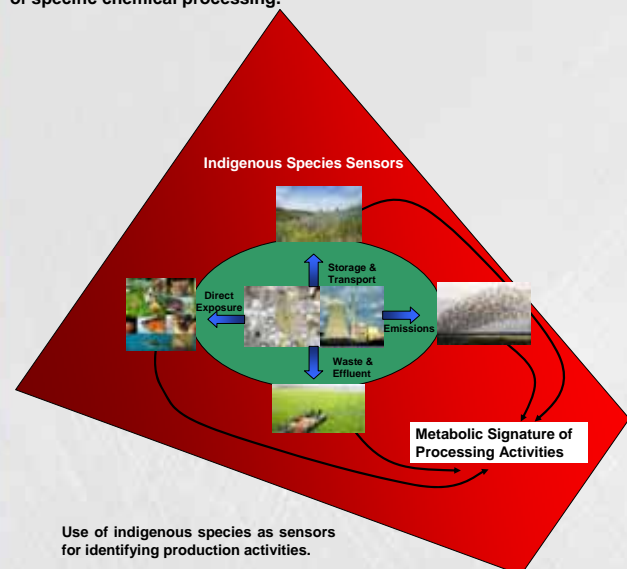 of specific chemical processing.
Indigenous Species Sensors
Storage &
Transport
Direct
Exposure
Emissions
Waste &
Effluent
Metabolic Signature of
Processing Activities
Use of indigenous species as sensors
for identifying production activities.